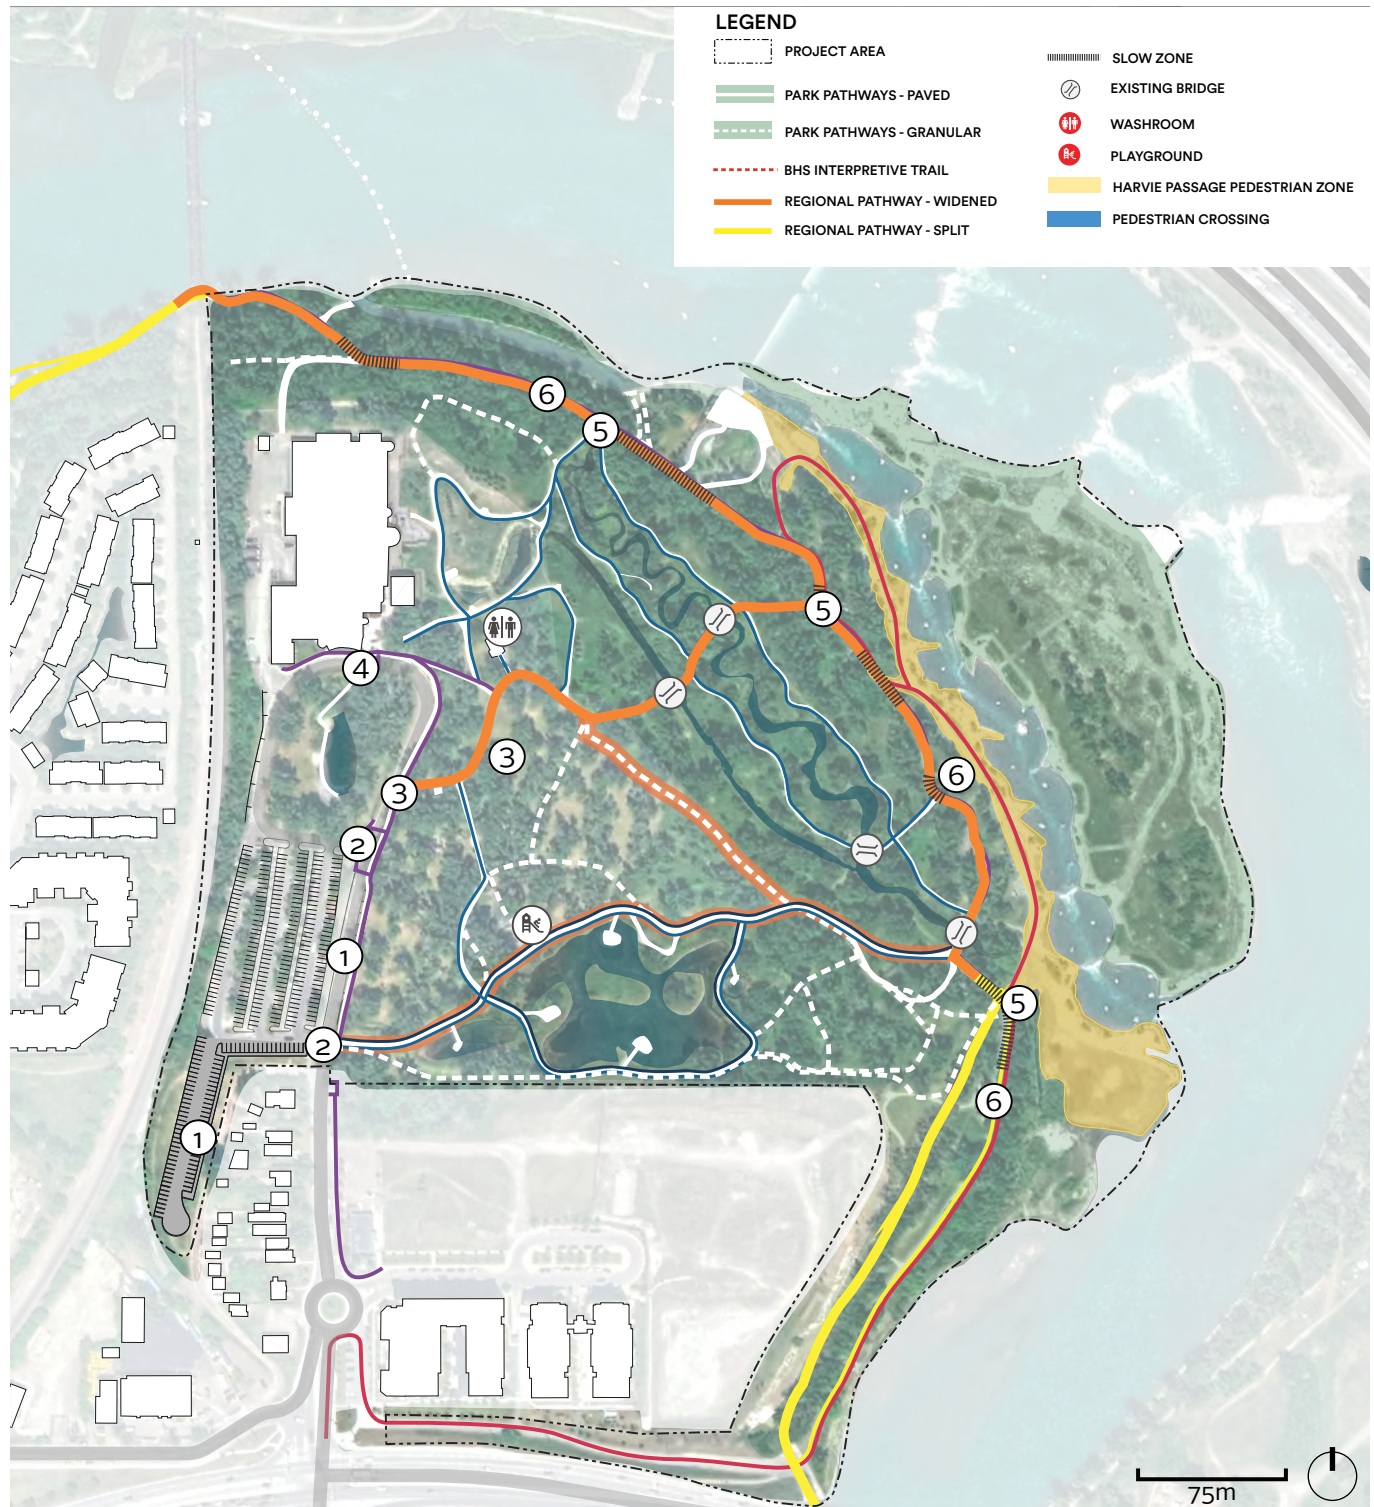 LEGEND
PROJECT AREA
PARK PATHWAYS - PAVED
PARK PATHWAYS - GRANULAR
BHS INTERPRETIVE TRAIL
REGIONAL PATHWAY - WIDENED
REGIONAL PATHWAY - SPLIT
SLOW ZONE
EXISTING BRIDGE
WASHROOM
PLAYGROUND
HARVIE PASSAGE PEDESTRIAN ZONE
PEDESTRIAN CROSSING
6
5
5
4
3
3
6
2
1
5
2
6
1
75m